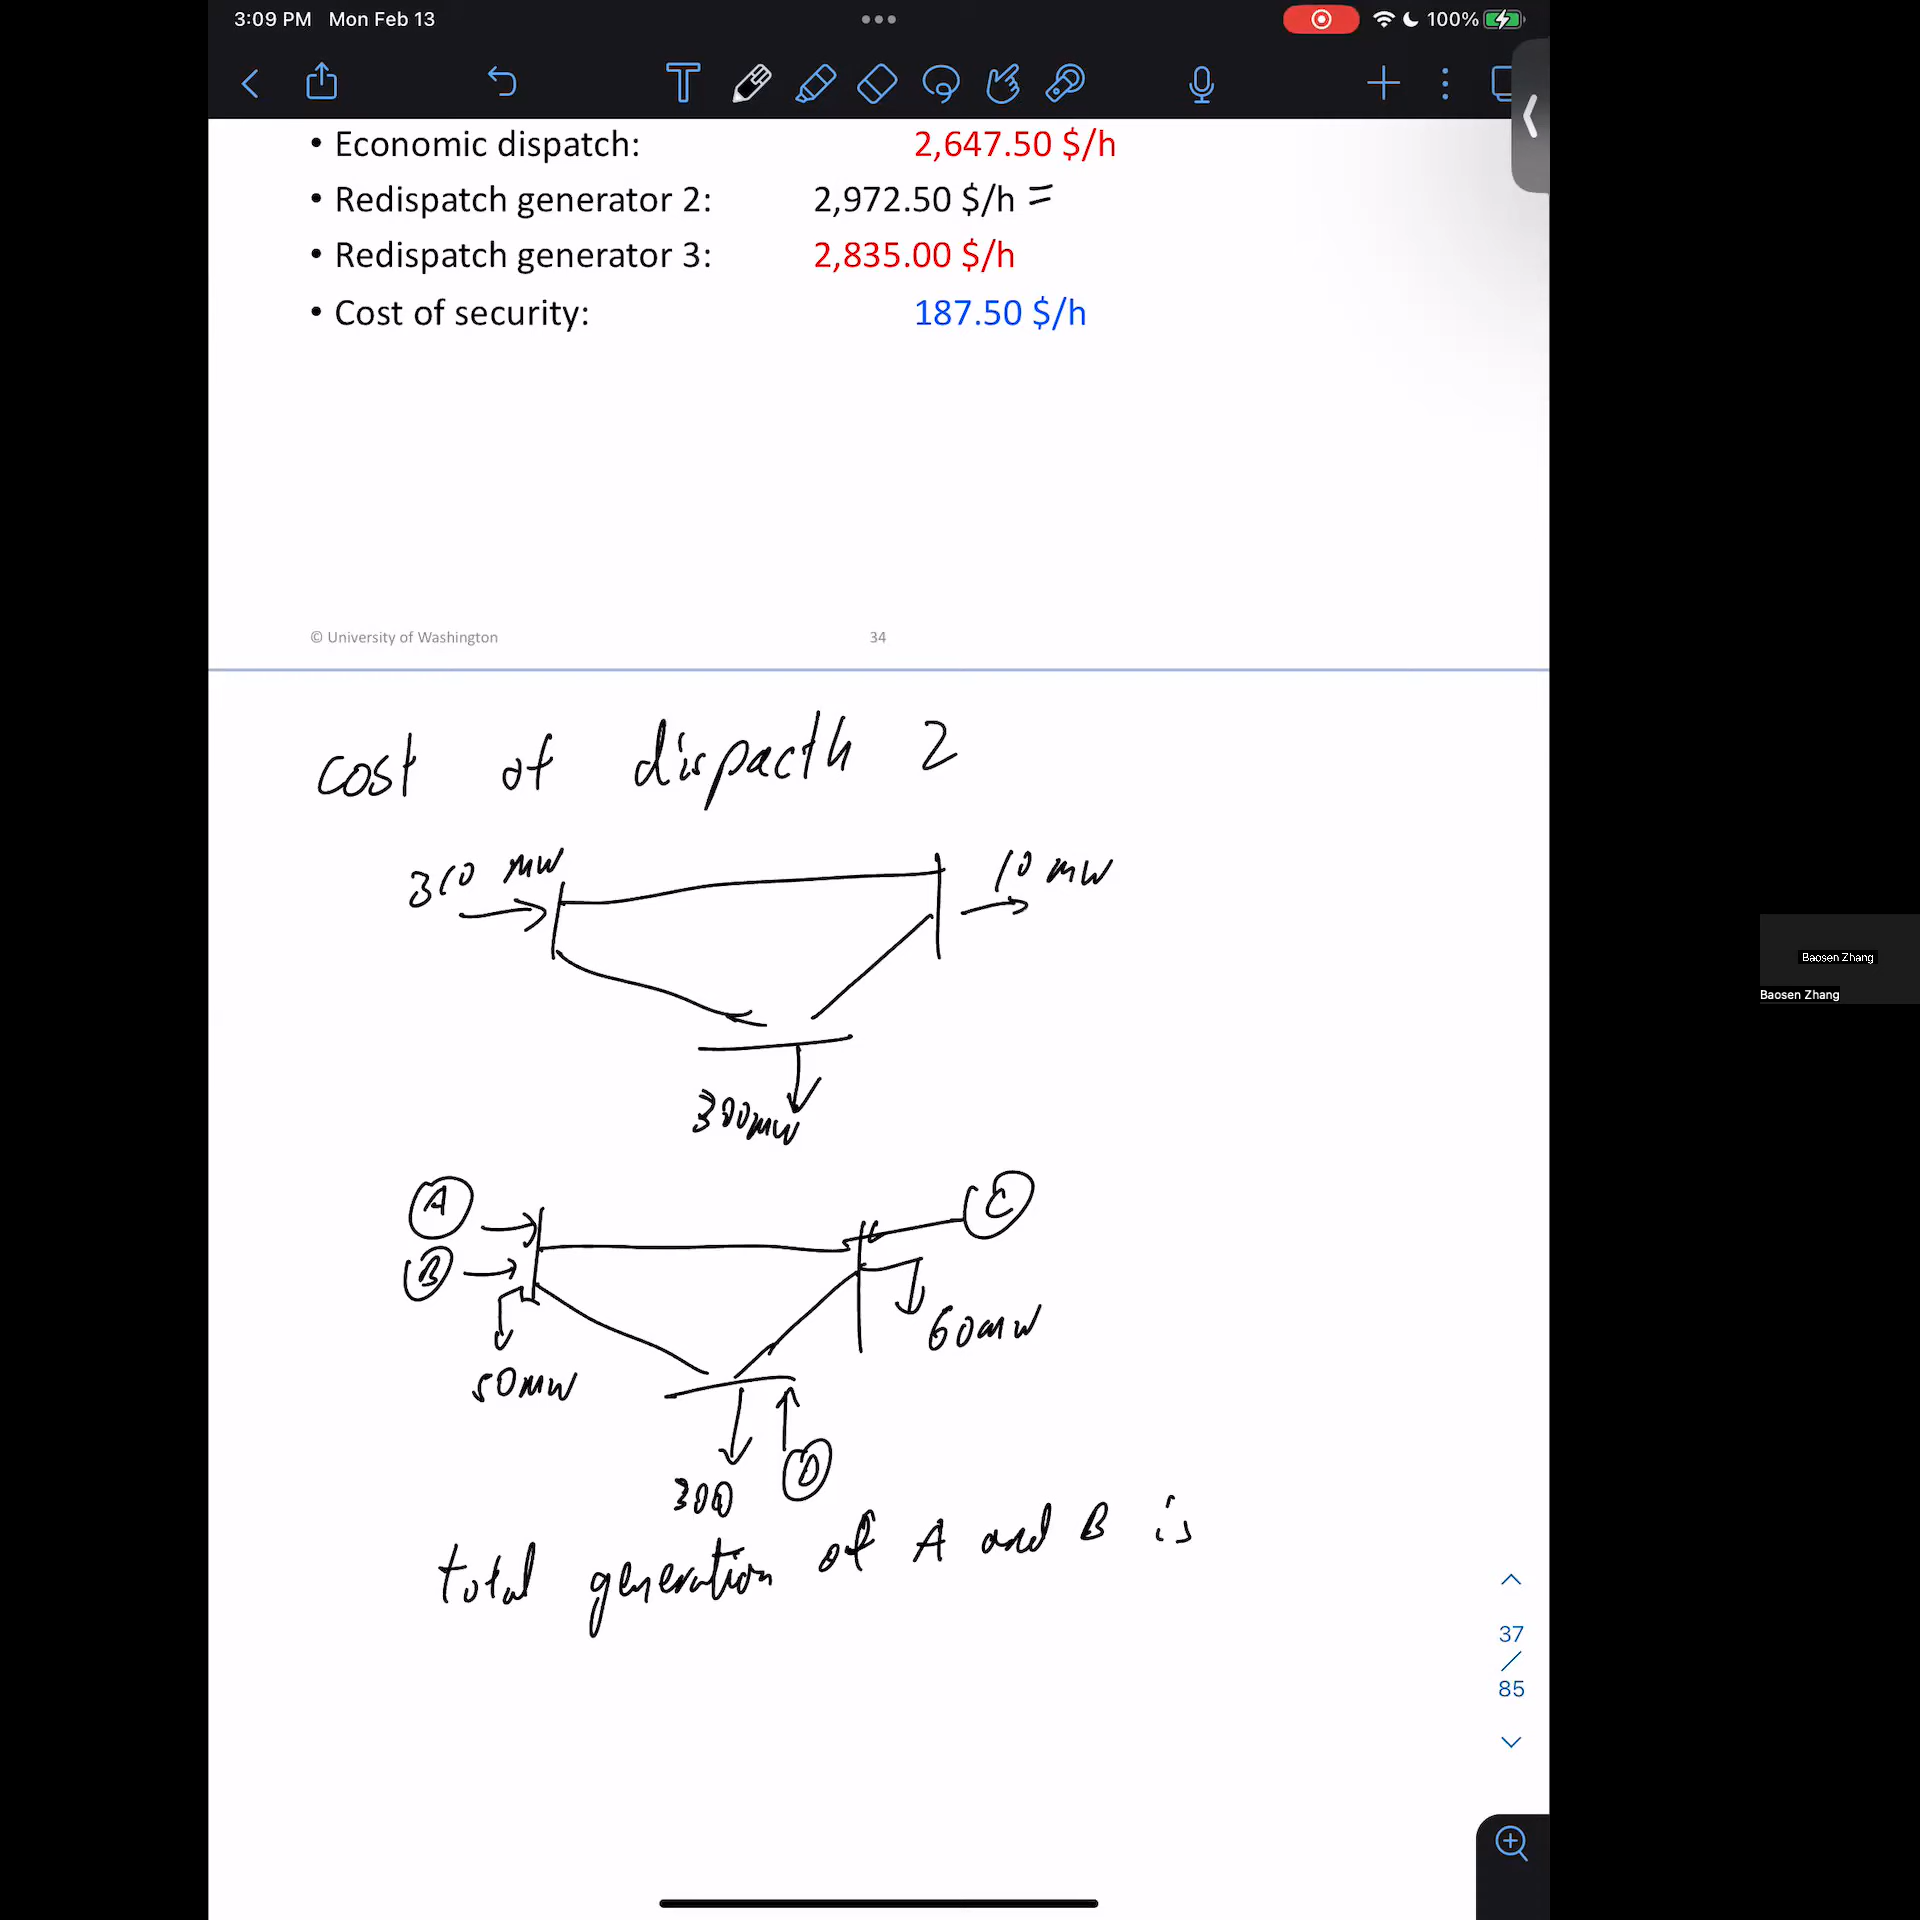 3:09 PM Mon Feb 13
100%
• Economic dispatch: 2,647.50 $/h
• Redispatch generator 2: 2,972.50 $/h =
• Redispatch generator 3: 2,835.00 $/h
• Cost of security: 187.50 $/h
© University of Washington 34
cost of dispacth 2
310 MW
10 MW
300MW
A
C
B
60MW
50MW
300
D
total generation of A and B is
37
/
85
Baosen Zhang
Baosen Zhang